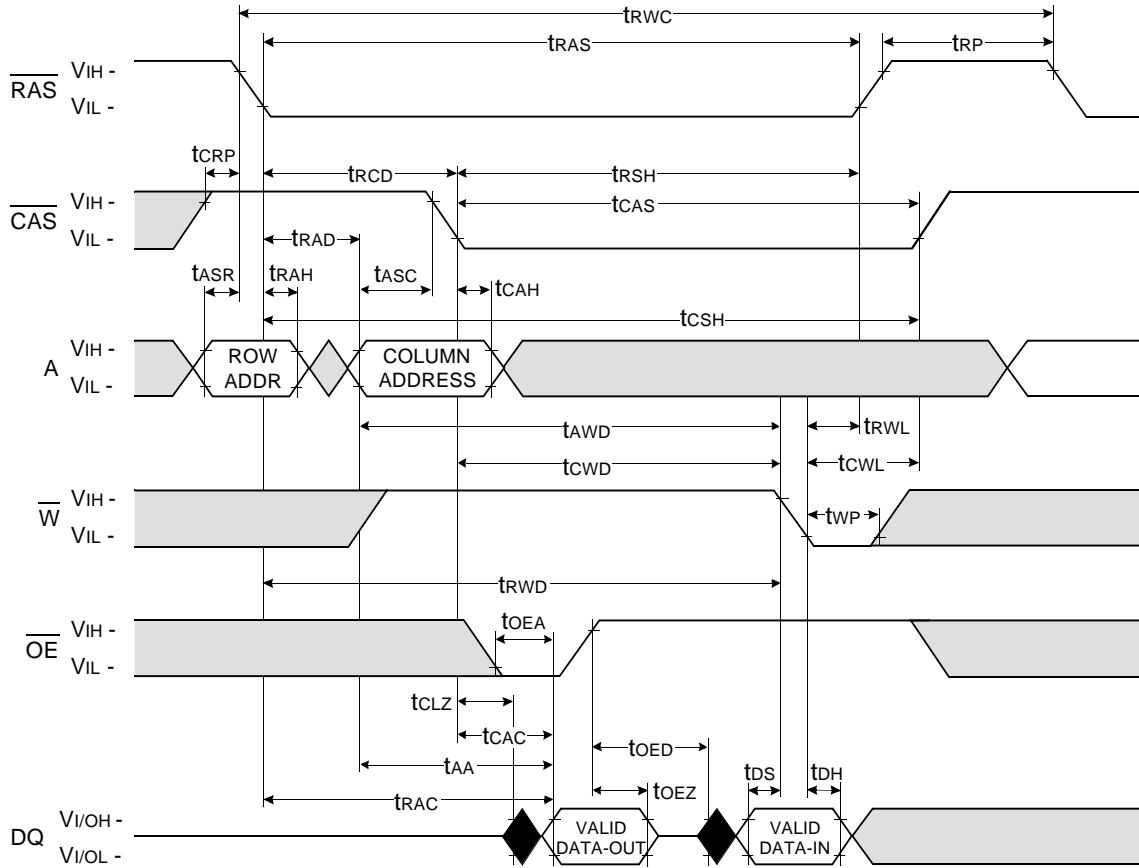 tRWC
tRAS
tRP
RAS
VIH -
VIL -
tCRP
tRCD
tRSH
CAS
VIH -
VIL -
tCAS
tRAD
tASR
tRAH
tASC
tCAH
tCSH
A
VIH -
VIL -
ROW
ADDR
COLUMN
ADDRESS
tAWD
tRWL
tCWD
tCWL
W
VIH -
VIL -
tWP
tRWD
OE
VIH -
VIL -
tOEA
tCLZ
tCAC
tOED
tAA
tDS
tDH
tOEZ
tRAC
DQ
VI/OH -
VI/OL -
VALID
DATA-OUT
VALID
DATA-IN